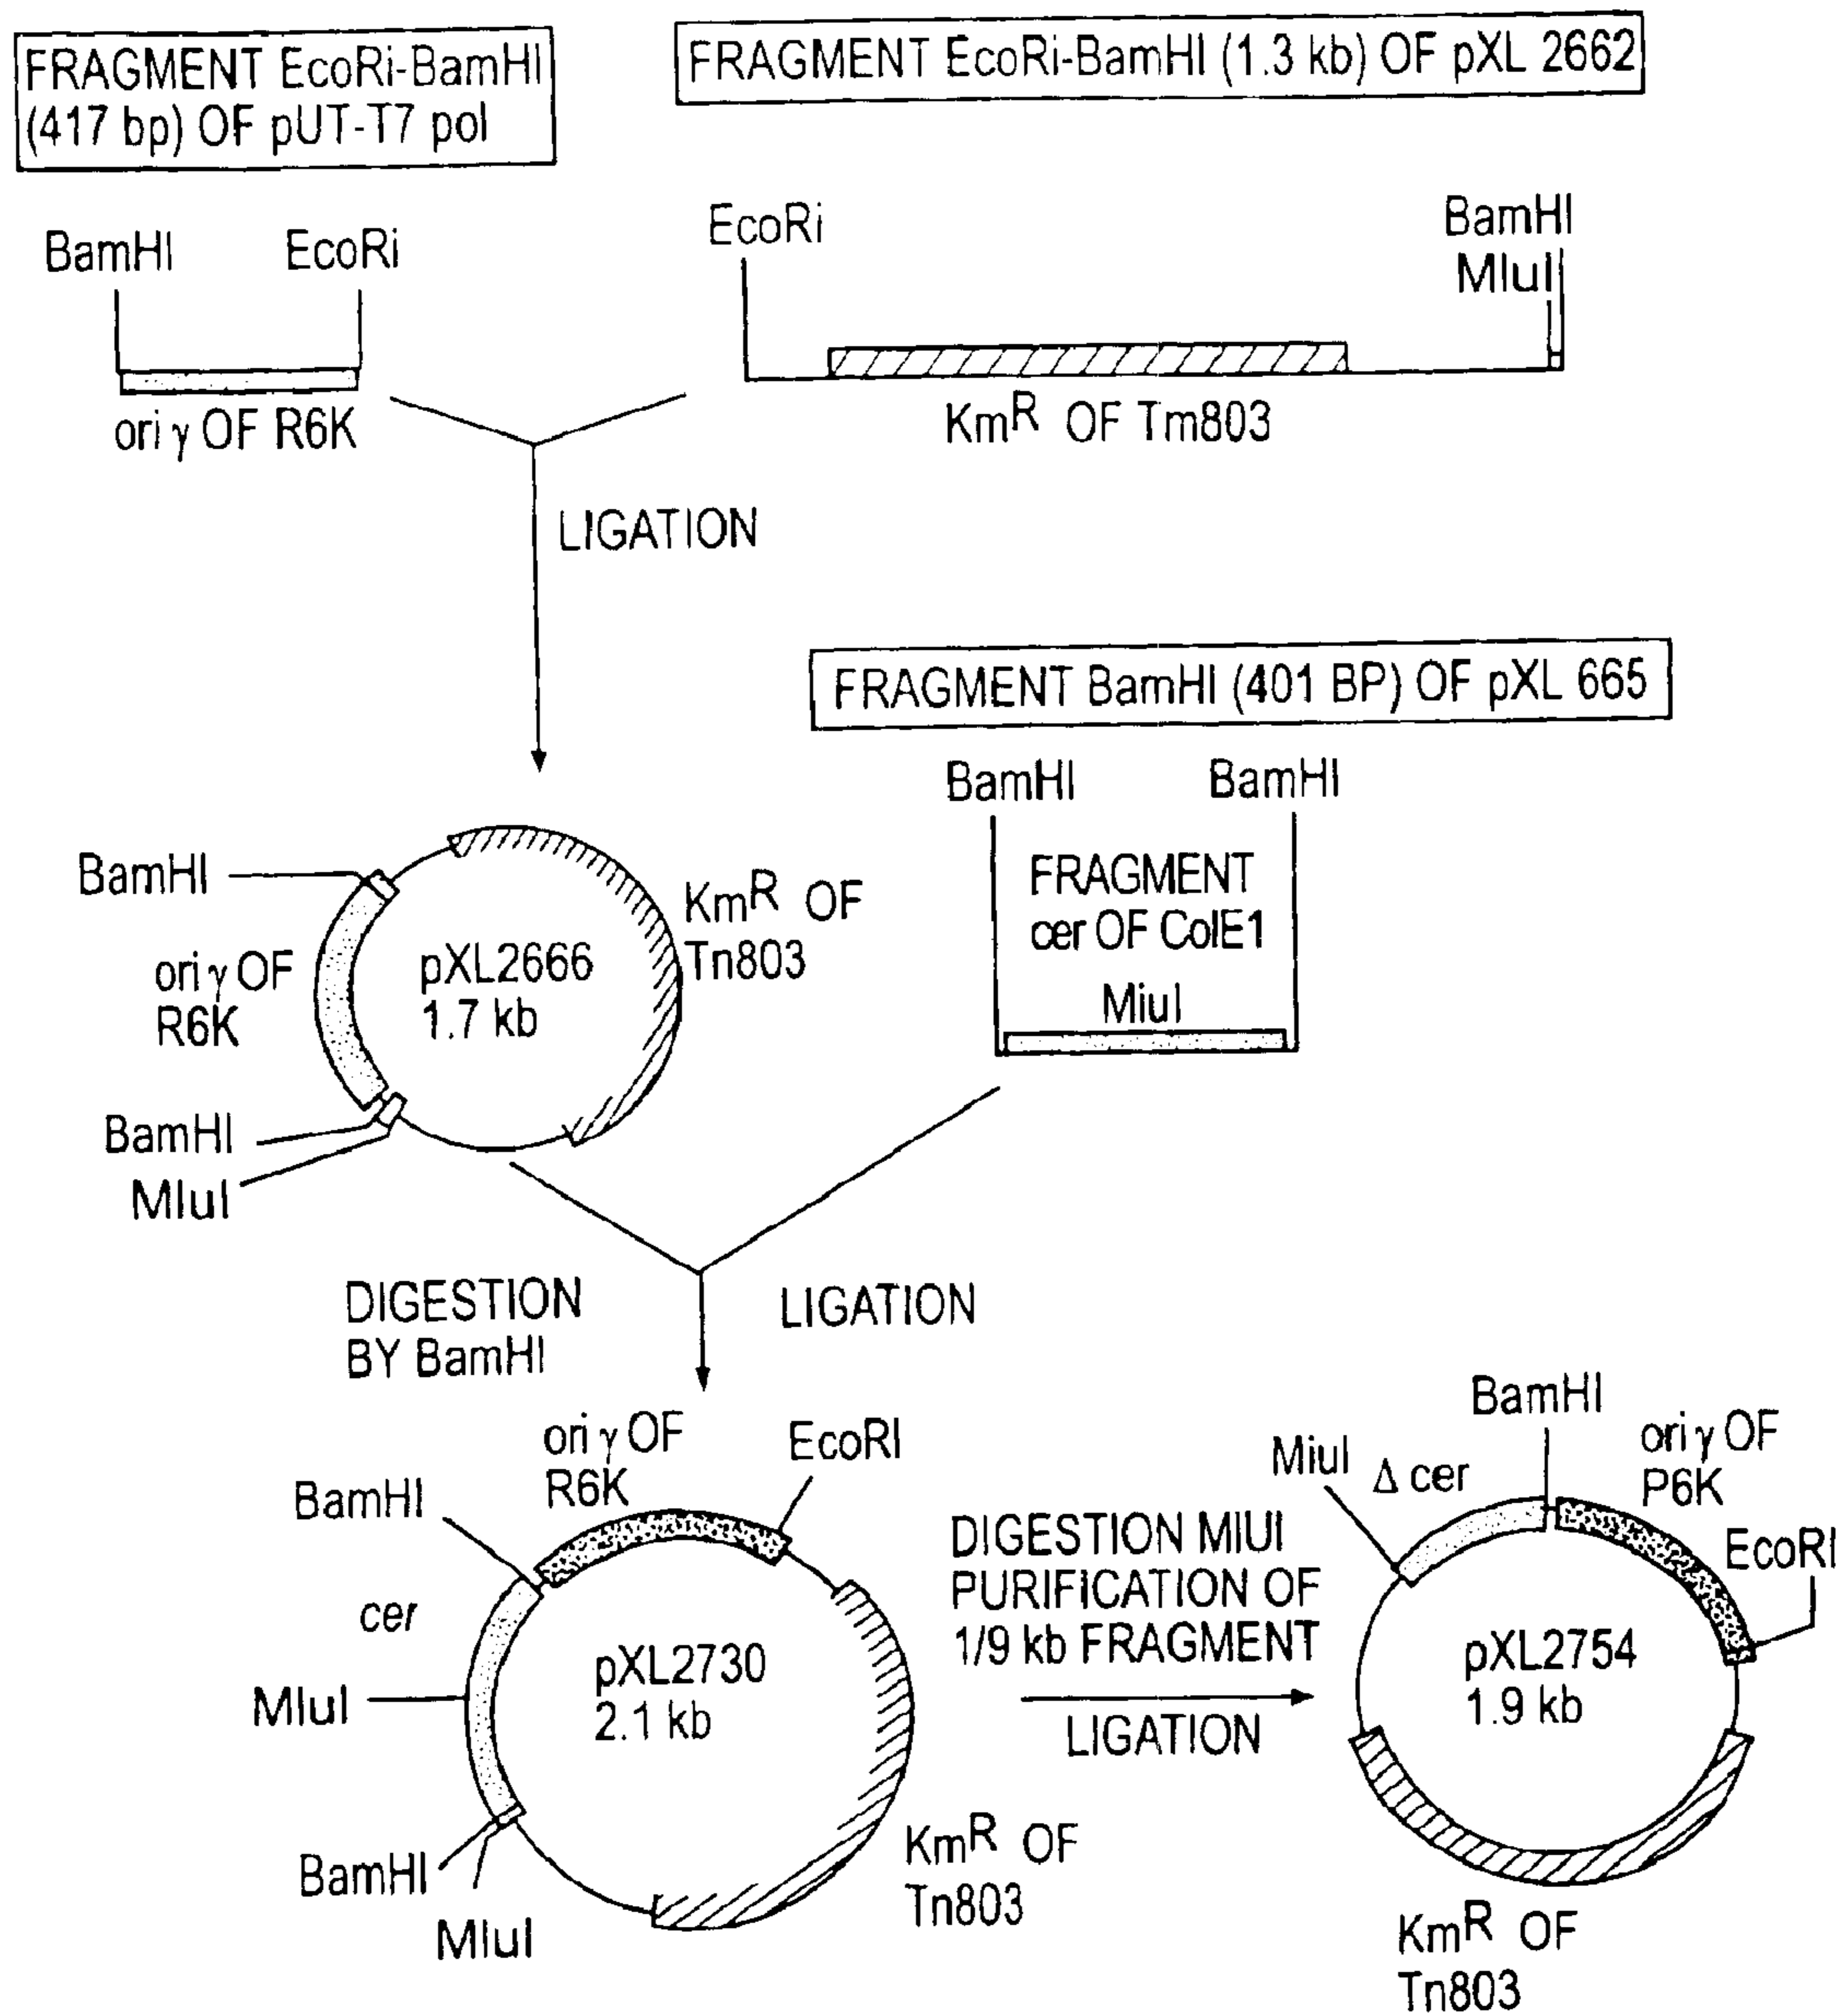 FRAGMENT EcoRi-BamHI
(417 bp) OF pUT-T7 pol
FRAGMENT EcoRi-BamHI (1.3 kb) OF pXL 2662
BamHI
EcoRi
ori γ OF R6K
EcoRi
BamHI
MluI
KmR OF Tm803
LIGATION
FRAGMENT BamHI (401 BP) OF pXL 665
BamHI
BamHI
FRAGMENT
cer OF ColE1
MiuI
BamHI
ori γ OF
R6K
pXL2666
1.7 kb
KmR OF
Tn803
BamHI
MluI
DIGESTION
BY BamHI
LIGATION
ori γ OF
R6K
EcoRI
BamHI
cer
MluI
pXL2730
2.1 kb
BamHI
MluI
KmR OF
Tn803
DIGESTION MIUI
PURIFICATION OF
1/9 kb FRAGMENT
LIGATION
BamHI
MiuI
Δ cer
ori γ OF
P6K
EcoRI
pXL2754
1.9 kb
KmR OF
Tn803